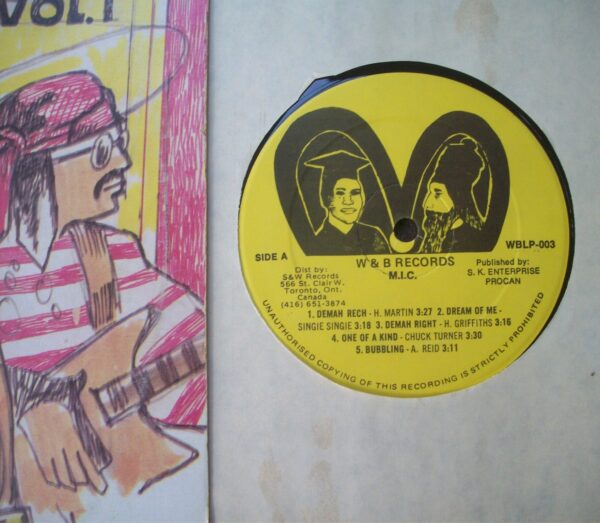 VOL. 1
SIDE A
W & B RECORDS
M.I.C.
WBLP-003
Dist by:
S&W Records
566 St. Clair W.
Toronto, Ont.
Canada
(416) 651-3874
Published by:
S. K. ENTERPRISE
PROCAN
1. DEMAH RECH - H. MARTIN 3:27 2. DREAM OF ME -
SINGIE SINGIE 3:18 3. DEMAH RIGHT - H. GRIFFITHS 3:16
4. ONE OF A KIND - CHUCK TURNER 3:30
5. BUBBLING - A. REID 3:11
UNAUTHORISED COPYING OF THIS RECORDING IS STRICTLY PROHIBITED